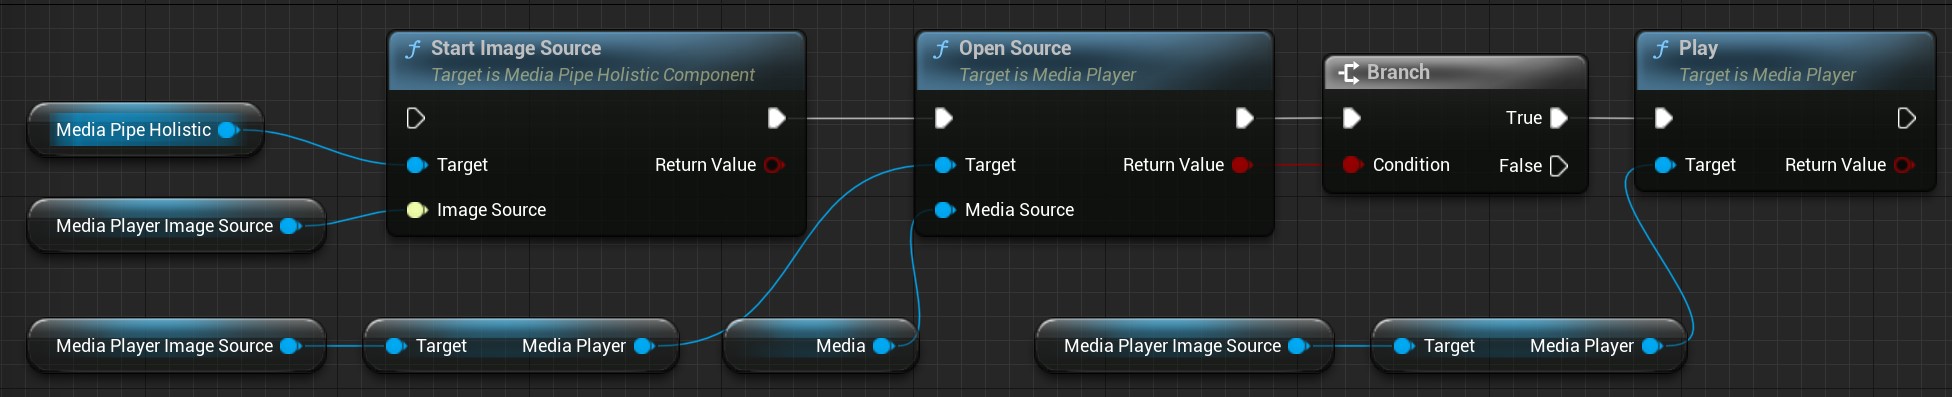 Start Image Source
Target is Media Pipe Holistic Component
Media Pipe Holistic
Target
Return Value
Image Source
Media Player Image Source
Open Source
Target is Media Player
Target
Return Value
Media Source
Branch
True
Condition
False
Play
Target is Media Player
Target
Return Value
Media Player Image Source
Target
Media Player
Media
Media Player Image Source
Target
Media Player